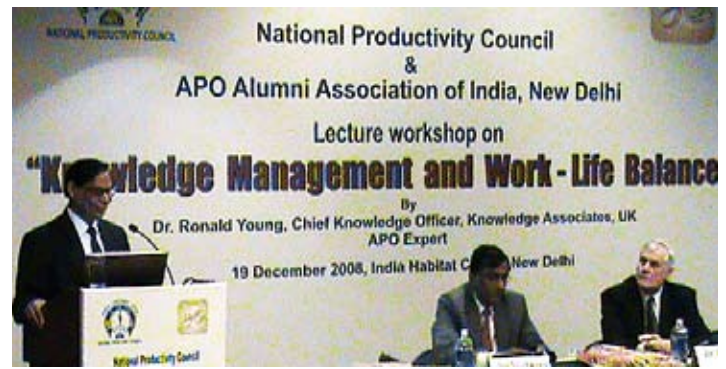 NATIONAL PRODUCTIVITY COUNCIL
National Productivity Council
&
APO Alumni Association of India, New Delhi
Lecture workshop on
"Knowledge Management and Work - Life Balance
By
Dr. Ronald Young, Chief Knowledge Officer, Knowledge Associates, UK
APO Expert
19 December 2008, India Habitat C New Delhi
National Productivity Council